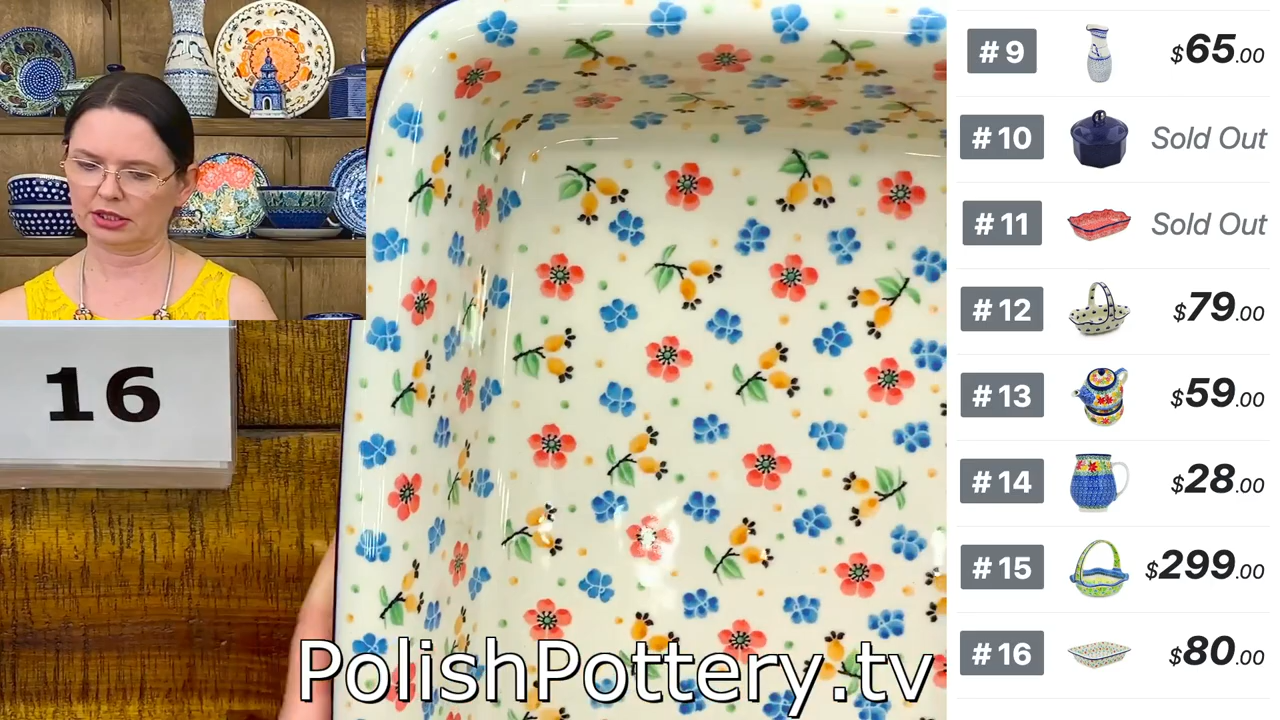 16
PolishPottery.tv
#9 $65.00
#10 Sold Out
#11 Sold Out
#12 $79.00
#13 $59.00
#14 $28.00
#15 $299.00
#16 $80.00